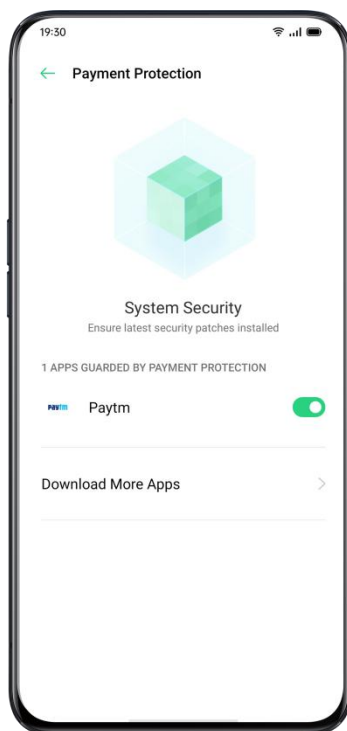 19:30
Payment Protection
System Security
Ensure latest security patches installed
1 APPS GUARDED BY PAYMENT PROTECTION
Paytm
Paytm
Download More Apps